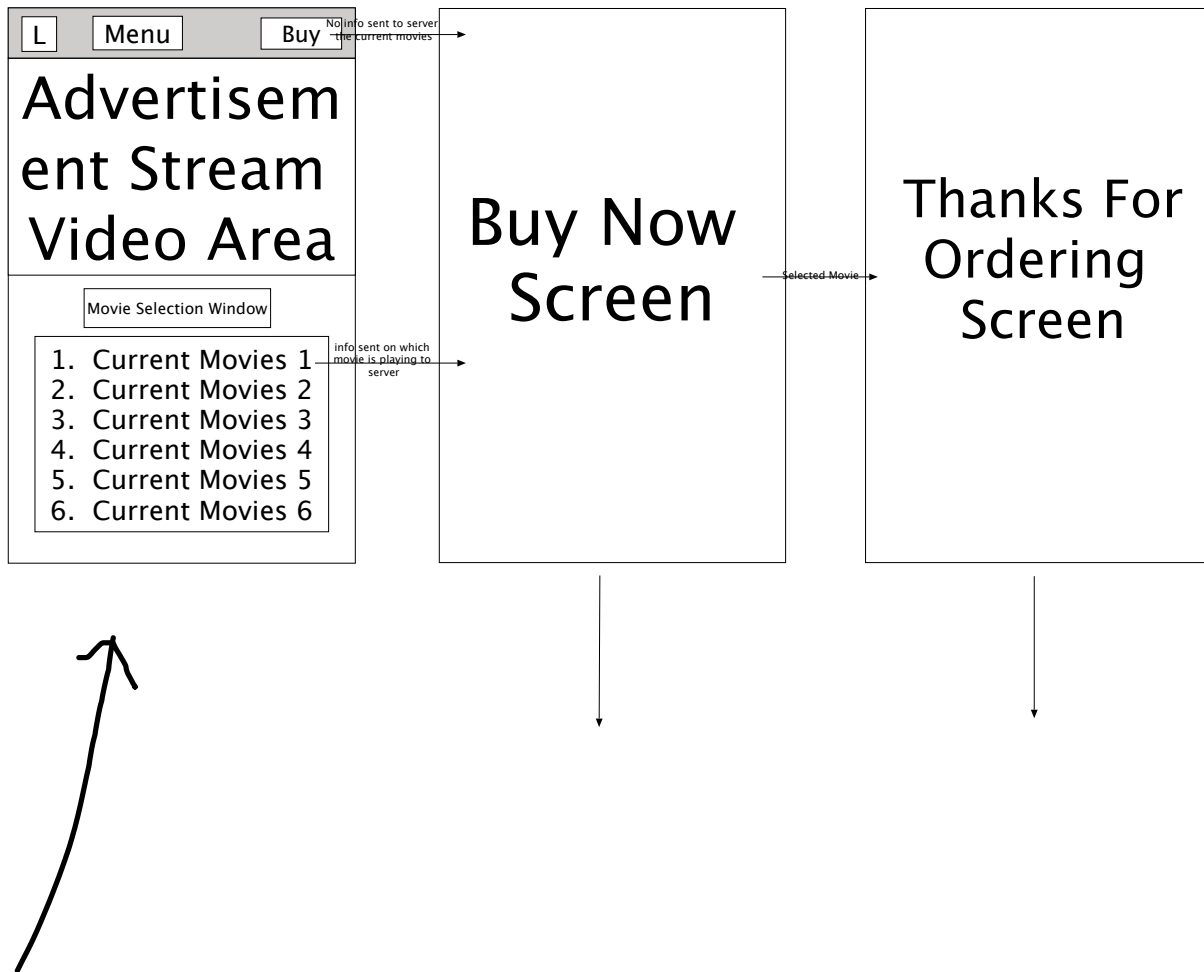 L
Menu
Buy
No info sent to server
the current movies
Advertisem
ent Stream
Video Area
Movie Selection Window
1. Current Movies 1
2. Current Movies 2
3. Current Movies 3
4. Current Movies 4
5. Current Movies 5
6. Current Movies 6
info sent on which
movie is playing to
server
Buy Now
Screen
Selected Movie
Thanks For
Ordering
Screen